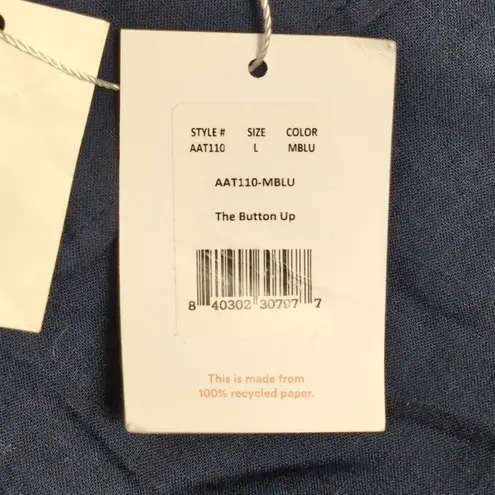 STYLE # SIZE COLOR
AAT110 L MBLU
AAT110-MBLU
The Button Up
8 40302 30797 7
This is made from
100% recycled paper.